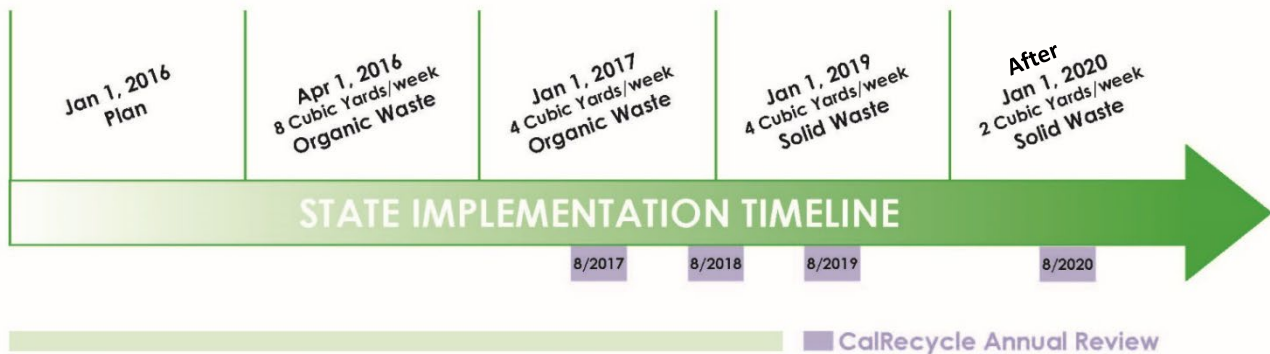 Jan 1, 2016
Plan
Apr 1, 2016
8 Cubic Yards/week
Organic Waste
Jan 1, 2017
4 Cubic Yards/week
Organic Waste
Jan 1, 2019
4 Cubic Yards/week
Solid Waste
After
Jan 1, 2020
2 Cubic Yards/week
Solid Waste
STATE IMPLEMENTATION TIMELINE
8/2017
8/2018
8/2019
8/2020
CalRecycle Annual Review